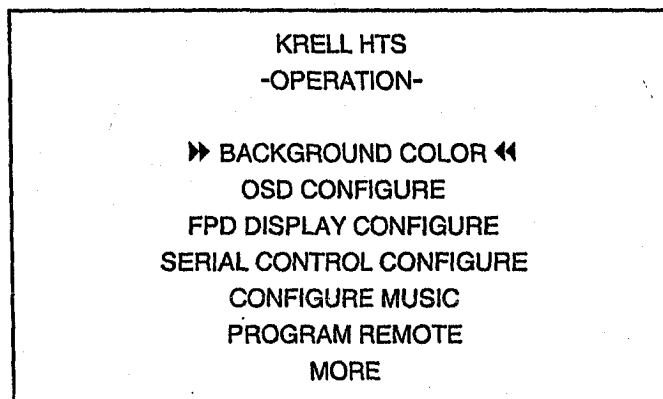 KRELL HTS
-OPERATION-
▶▶ BACKGROUND COLOR ◀◀
OSD CONFIGURE
FPD DISPLAY CONFIGURE
SERIAL CONTROL CONFIGURE
CONFIGURE MUSIC
PROGRAM REMOTE
MORE